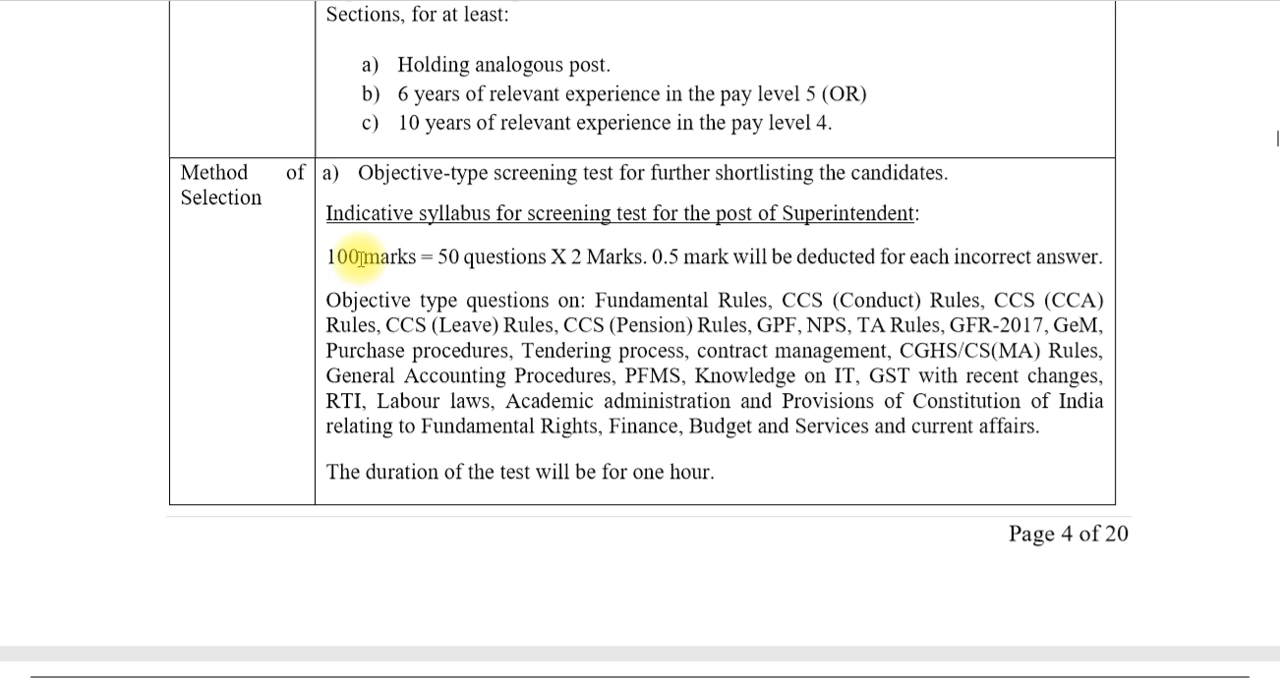 Sections, for at least:
a) Holding analogous post.
b) 6 years of relevant experience in the pay level 5 (OR)
c) 10 years of relevant experience in the pay level 4.
Method of
Selection
a) Objective-type screening test for further shortlisting the candidates.
Indicative syllabus for screening test for the post of Superintendent:
100 marks = 50 questions X 2 Marks. 0.5 mark will be deducted for each incorrect answer.
Objective type questions on: Fundamental Rules, CCS (Conduct) Rules, CCS (CCA)
Rules, CCS (Leave) Rules, CCS (Pension) Rules, GPF, NPS, TA Rules, GFR-2017, GeM,
Purchase procedures, Tendering process, contract management, CGHS/CS(MA) Rules,
General Accounting Procedures, PFMS, Knowledge on IT, GST with recent changes,
RTI, Labour laws, Academic administration and Provisions of Constitution of India
relating to Fundamental Rights, Finance, Budget and Services and current affairs.
The duration of the test will be for one hour.
Page 4 of 20